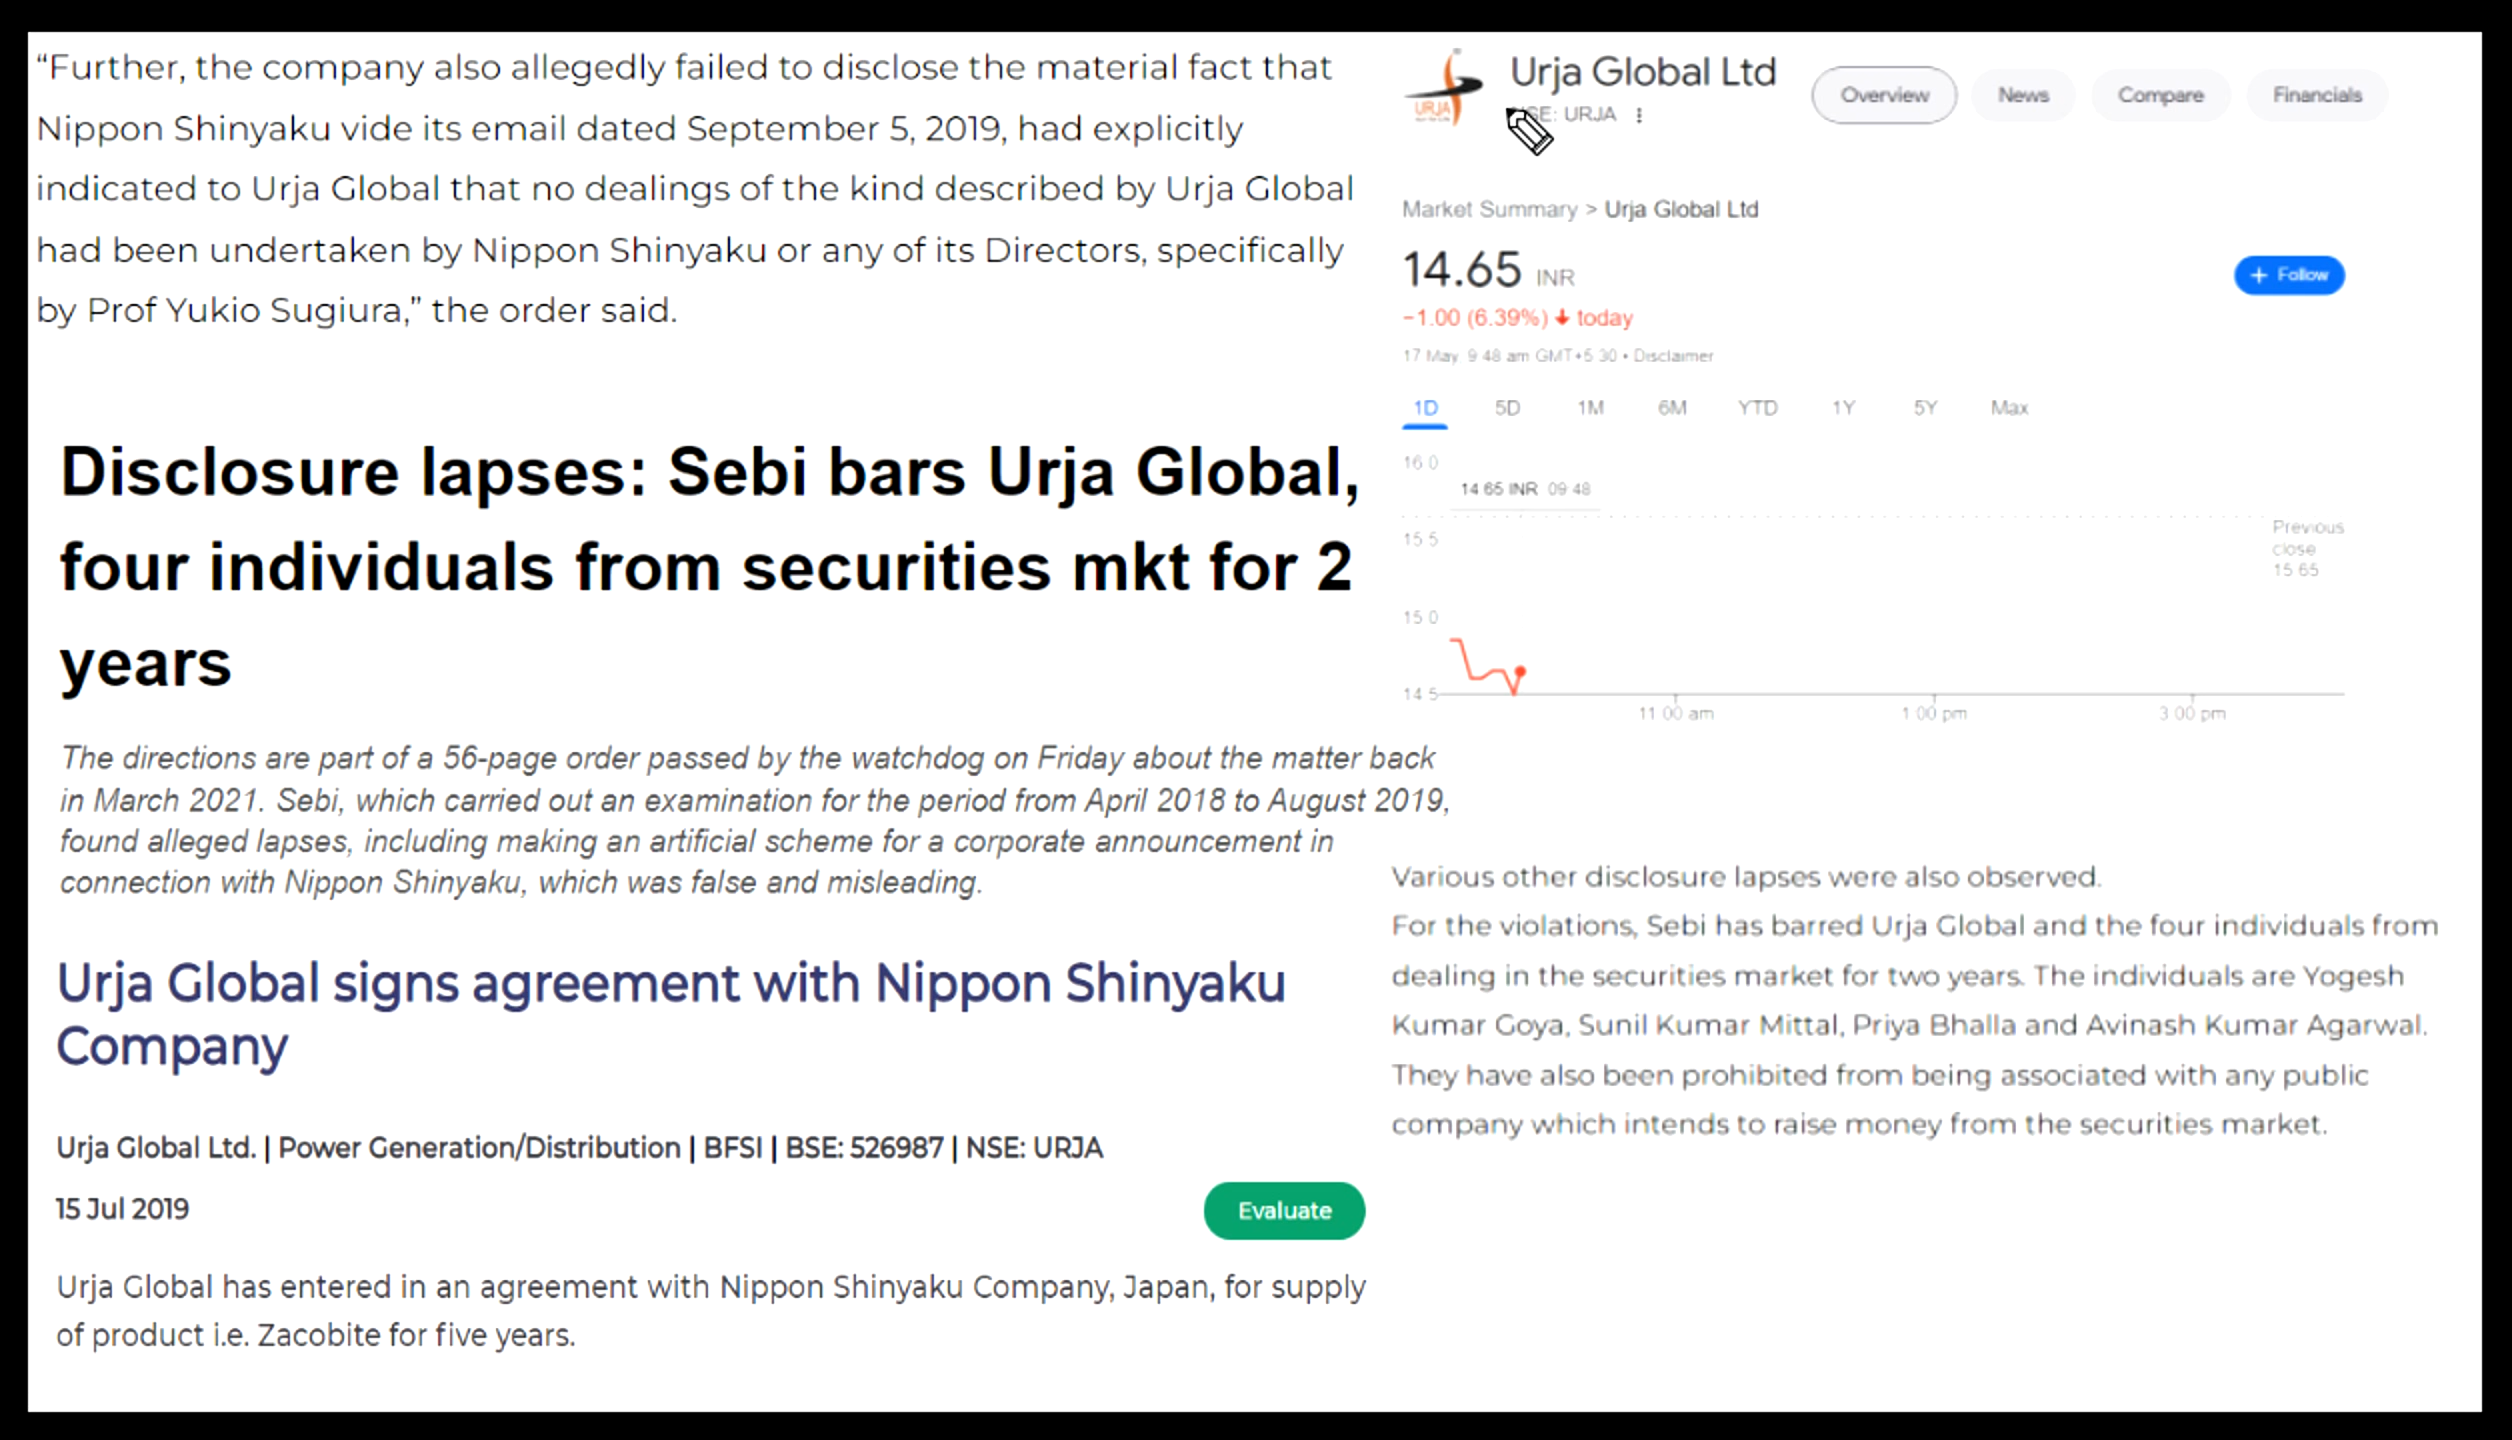 “Further, the company also allegedly failed to disclose the material fact that
Nippon Shinyaku vide its email dated September 5, 2019, had explicitly
indicated to Urja Global that no dealings of the kind described by Urja Global
had been undertaken by Nippon Shinyaku or any of its Directors, specifically
by Prof Yukio Sugiura,” the order said.
Disclosure lapses: Sebi bars Urja Global,
four individuals from securities mkt for 2
years
The directions are part of a 56-page order passed by the watchdog on Friday about the matter back
in March 2021. Sebi, which carried out an examination for the period from April 2018 to August 2019,
found alleged lapses, including making an artificial scheme for a corporate announcement in
connection with Nippon Shinyaku, which was false and misleading.
Urja Global signs agreement with Nippon Shinyaku
Company
Urja Global Ltd. | Power Generation/Distribution | BFSI | BSE: 526987 | NSE: URJA
15 Jul 2019
Evaluate
Urja Global has entered in an agreement with Nippon Shinyaku Company, Japan, for supply
of product i.e. Zacobite for five years.
URJA
Urja Global Ltd
URJA
Overview News Compare Financials
Market Summary > Urja Global Ltd
14.65 INR
+ Follow
−1.00 (6.39%) ↓ today
17 May 9 48 am GMT+5 30 • Disclaimer
1D 5D 1M 6M YTD 1Y 5Y Max
16 0
14 65 INR 09 48
15 5
Previous
close
15 65
15 0
14 5
11 00 am 1:00 pm 3 00 pm
Various other disclosure lapses were also observed.
For the violations, Sebi has barred Urja Global and the four individuals from
dealing in the securities market for two years. The individuals are Yogesh
Kumar Goya, Sunil Kumar Mittal, Priya Bhalla and Avinash Kumar Agarwal.
They have also been prohibited from being associated with any public
company which intends to raise money from the securities market.